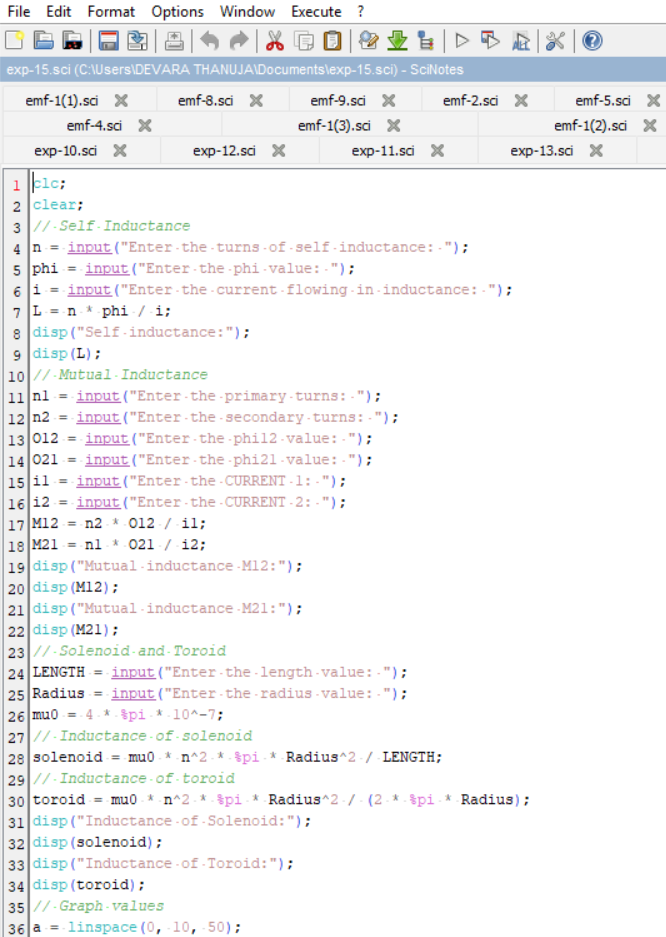 File Edit Format Options Window Execute ?
exp-15.sci (C:\Users\DEVARA THANUJA\Documents\exp-15.sci) - SciNotes
emf-1(1).sci emf-8.sci emf-9.sci emf-2.sci emf-5.sci
emf-4.sci emf-1(3).sci emf-1(2).sci
exp-10.sci exp-12.sci exp-11.sci exp-13.sci
1 clc;
2 clear;
3 // Self Inductance
4 n = input("Enter the turns of self inductance: ");
5 phi = input("Enter the phi value: ");
6 i = input("Enter the current flowing in inductance: ");
7 L = n * phi / i;
8 disp("Self inductance:");
9 disp(L);
10 // Mutual Inductance
11 n1 = input("Enter the primary turns: ");
12 n2 = input("Enter the secondary turns: ");
13 O12 = input("Enter the phi12 value: ");
14 O21 = input("Enter the phi21 value: ");
15 i1 = input("Enter the CURRENT 1: ");
16 i2 = input("Enter the CURRENT 2: ");
17 M12 = n2 * O12 / i1;
18 M21 = n1 * O21 / i2;
19 disp("Mutual inductance M12:");
20 disp(M12);
21 disp("Mutual inductance M21:");
22 disp(M21);
23 // Solenoid and Toroid
24 LENGTH = input("Enter the length value: ");
25 Radius = input("Enter the radius value: ");
26 mu0 = 4 * %pi * 10^-7;
27 // Inductance of solenoid
28 solenoid = mu0 * n^2 * %pi * Radius^2 / LENGTH;
29 // Inductance of toroid
30 toroid = mu0 * n^2 * %pi * Radius^2 / (2 * %pi * Radius);
31 disp("Inductance of Solenoid:");
32 disp(solenoid);
33 disp("Inductance of Toroid:");
34 disp(toroid);
35 // Graph values
36 a = linspace(0, 10, 50);